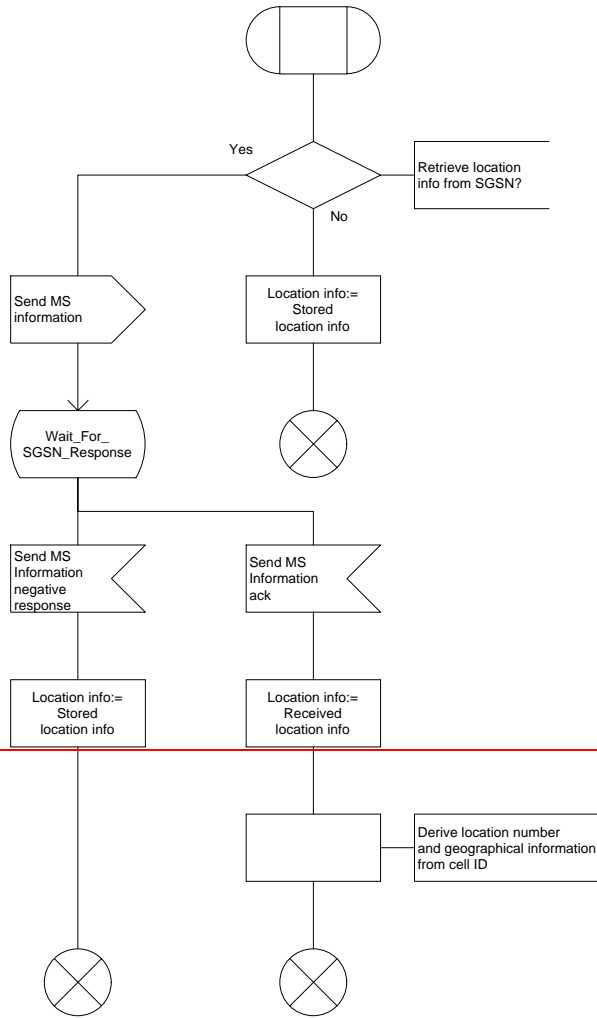 Yes
Retrieve location
info from SGSN?
No
Send MS
information
Location info:=
Stored
location info
Wait_For_
SGSN_Response
Send MS
Information
negative
response
Send MS
Information
ack
Location info:=
Stored
location info
Location info:=
Received
location info
Derive location number
and geographical information
from cell ID